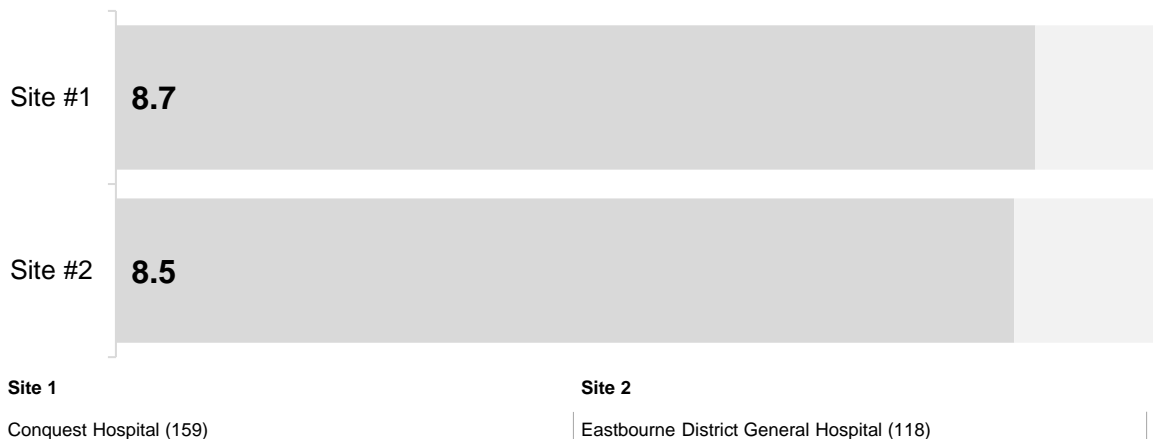 Site #1 8.7
Site #2 8.5
Site 1 Site 2
Conquest Hospital (159) Eastbourne District General Hospital (118)